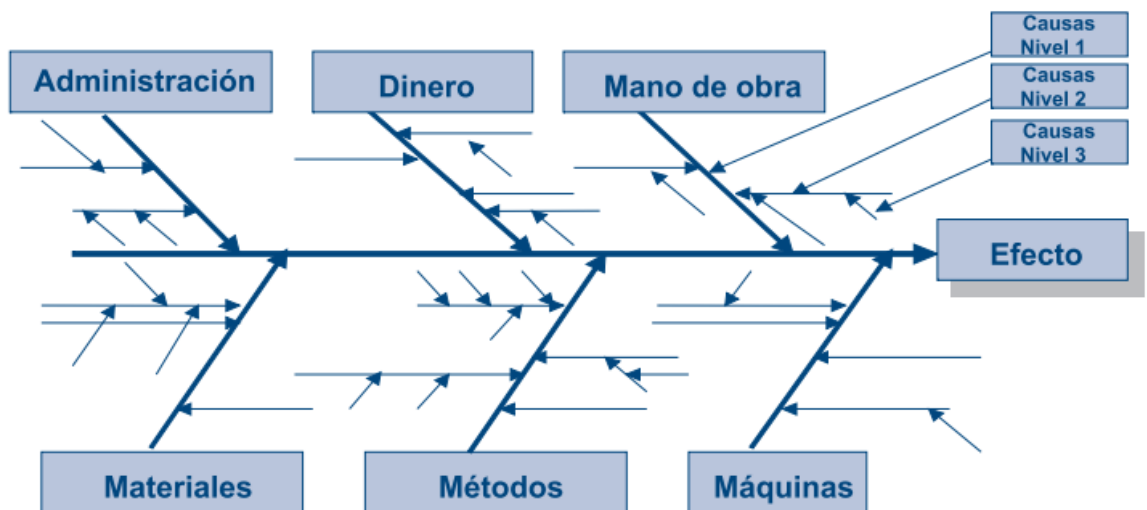 Causas
Nivel 1
Administración
Dinero
Mano de obra
Causas
Nivel 2
Causas
Nivel 3
Efecto
Materiales
Métodos
Máquinas